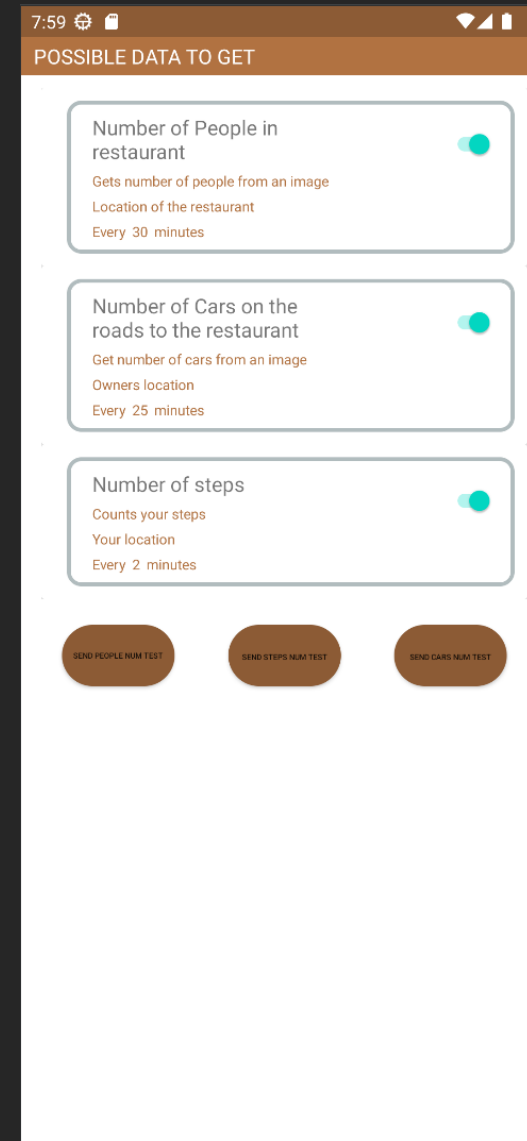 7:59
POSSIBLE DATA TO GET
Number of People in
restaurant
Gets number of people from an image
Location of the restaurant
Every 30 minutes
Number of Cars on the
roads to the restaurant
Get number of cars from an image
Owners location
Every 25 minutes
Number of steps
Counts your steps
Your location
Every 2 minutes
SEND PEOPLE NUM TEST
SEND STEPS NUM TEST
SEND CARS NUM TEST